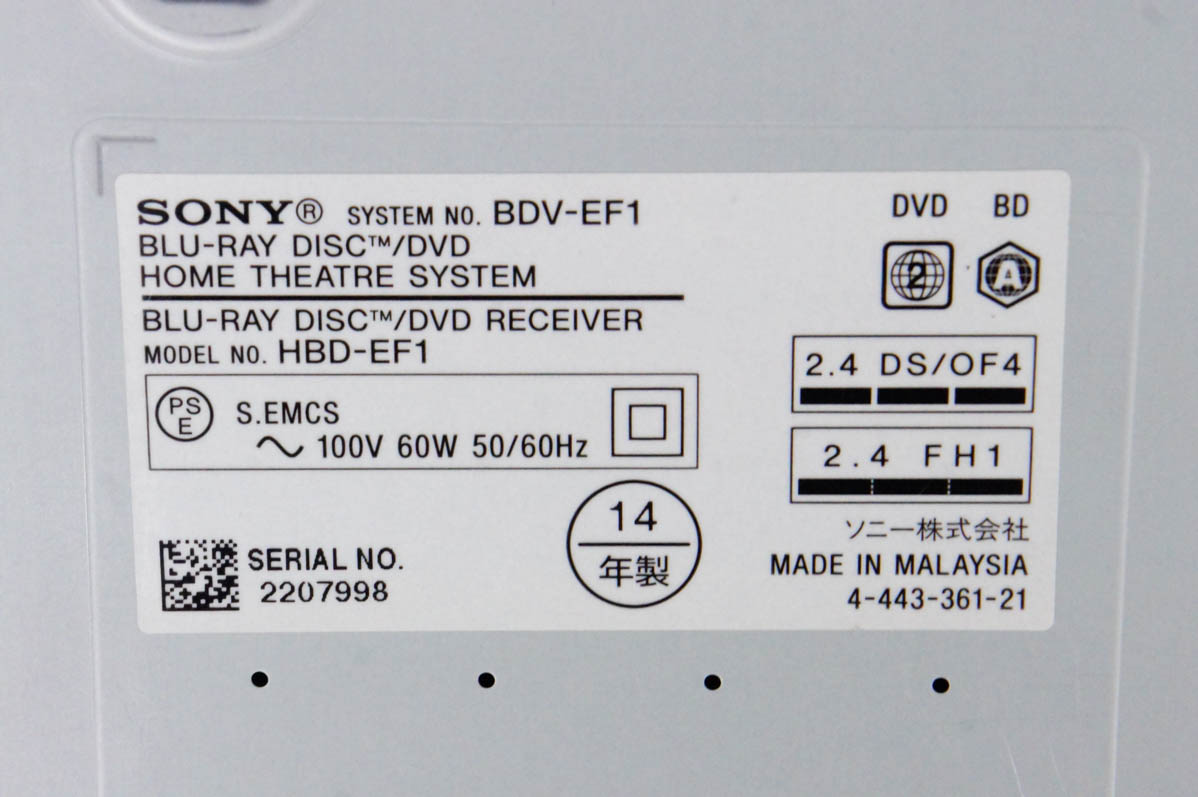 SONY® SYSTEM NO. BDV-EF1
BLU-RAY DISC™/DVD
HOME THEATRE SYSTEM
BLU-RAY DISC™/DVD RECEIVER
MODEL NO. HBD-EF1
PS
E
S.EMCS
〜 100V 60W 50/60Hz
SERIAL NO.
2207998
14
年製
DVD BD
2 A
2.4 DS/OF4
2.4 FH1
ソニー株式会社
MADE IN MALAYSIA
4-443-361-21